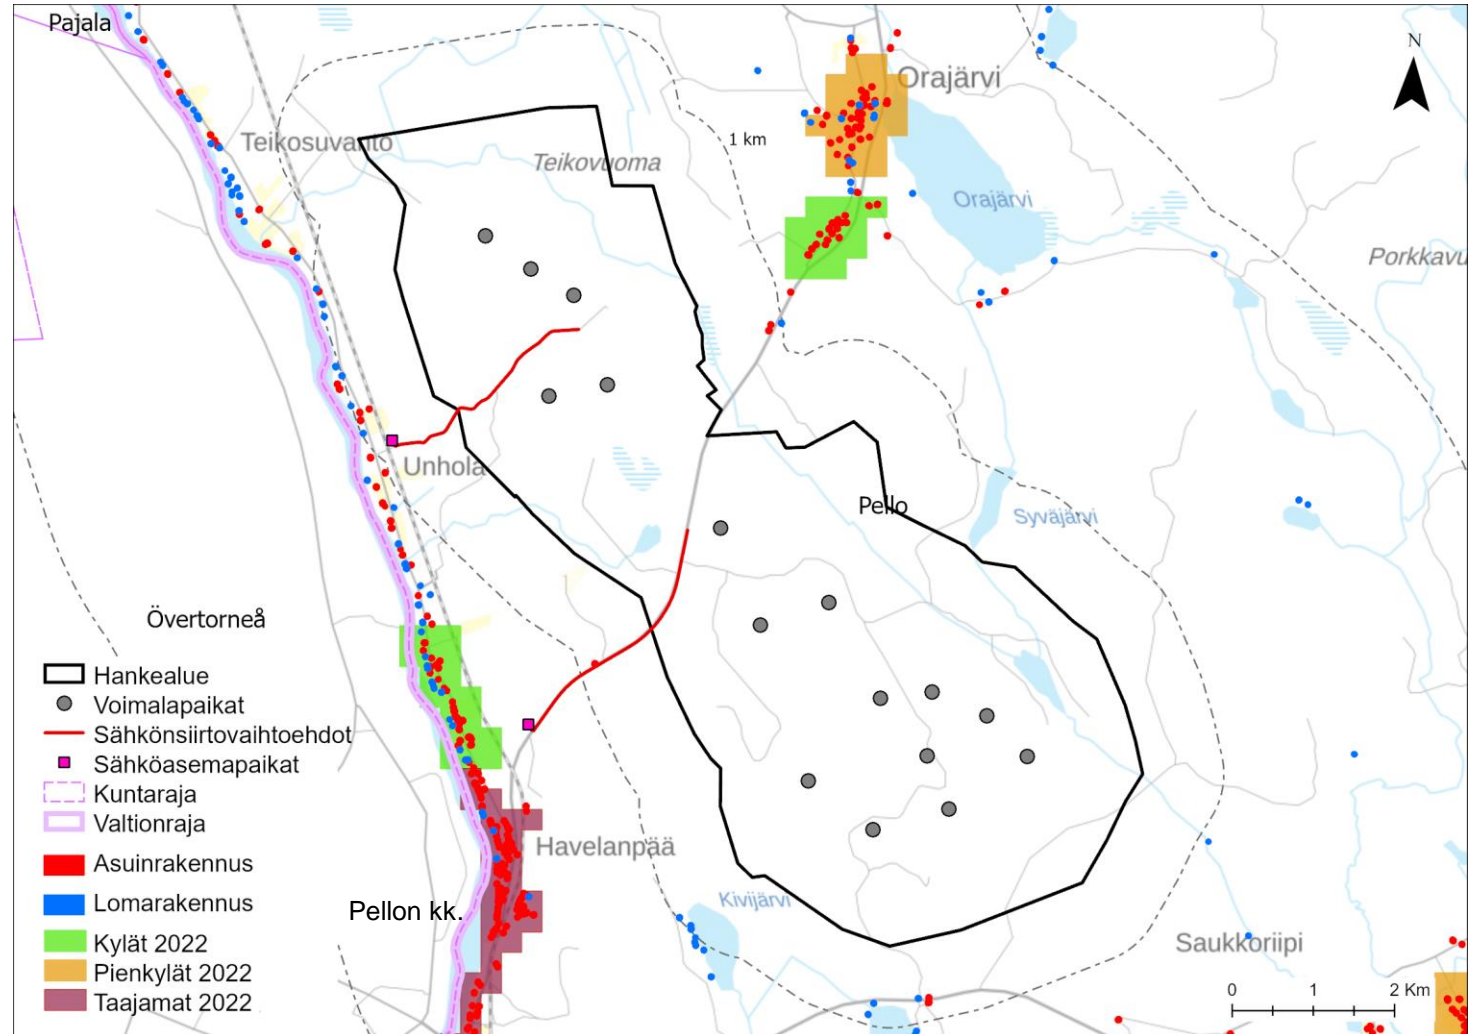 Pajala
N
Orajärvi
Teikosuvanto
1 km
Teikovuoma
Orajärvi
Porkkavu
Unhola
Pello
Syväjärvi
Övertorneå
Hankealue
Voimalapaikat
Sähkönsiirtovaihtoehdot
Sähköasemapaikat
Kuntaraja
Valtionraja
Asuinrakennus
Lomarakennus
Kylät 2022
Pienkylät 2022
Taajamat 2022
Havelanpää
Pellon kk.
Kivijärvi
Saukkoriipi
0 1 2 Km